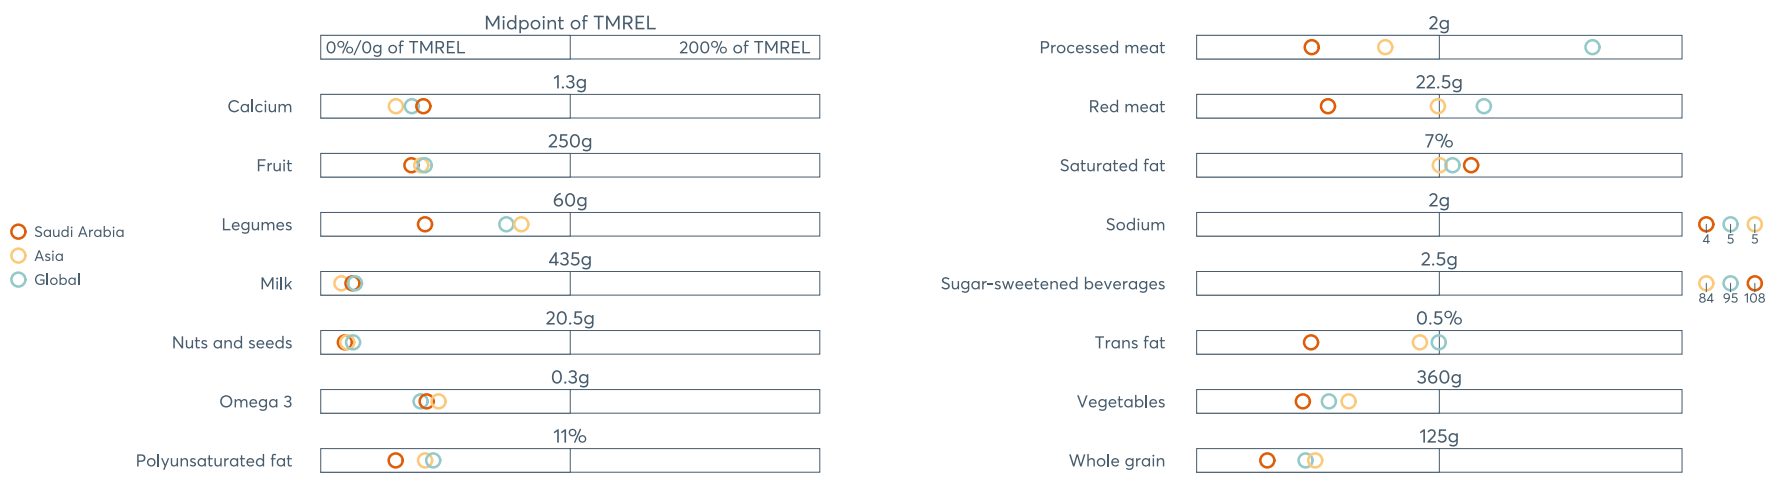 Saudi Arabia
Asia
Global
Midpoint of TMREL
0%/0g of TMREL
200% of TMREL
1.3g
Calcium
250g
Fruit
60g
Legumes
435g
Milk
20.5g
Nuts and seeds
0.3g
Omega 3
11%
Polyunsaturated fat
2g
Processed meat
22.5g
Red meat
7%
Saturated fat
2g
Sodium
4 5 5
2.5g
Sugar-sweetened beverages
84 95 108
0.5%
Trans fat
360g
Vegetables
125g
Whole grain